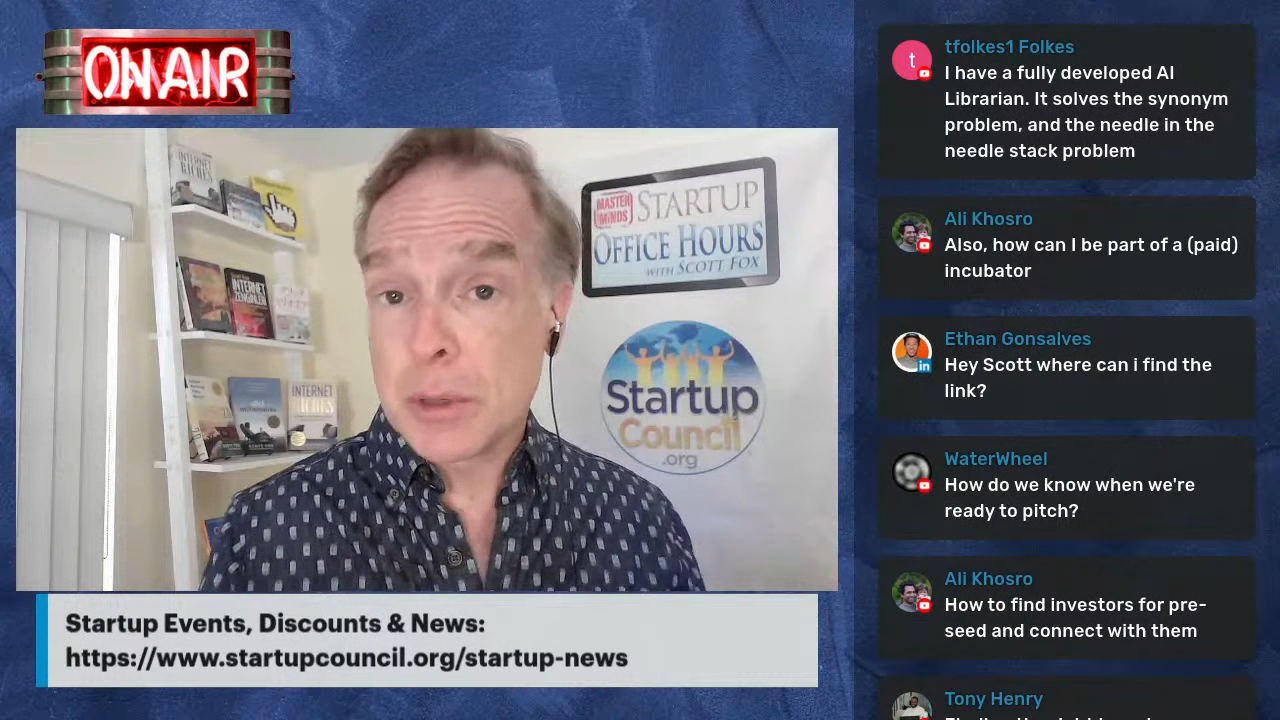 ON AIR
INTERNET
RICHES
MASTER
MINDS
STARTUP
OFFICE HOURS
WITH SCOTT FOX
INTERNET
ZENGINLERI
INTERNET
RICHES
Startup
Council
.org
Startup Events, Discounts & News:
https://www.startupcouncil.org/startup-news
t
tfolkes1 Folkes
I have a fully developed AI
Librarian. It solves the synonym
problem, and the needle in the
needle stack problem
Ali Khosro
Also, how can I be part of a (paid)
incubator
Ethan Gonsalves
in
Hey Scott where can i find the
link?
WaterWheel
How do we know when we're
ready to pitch?
Ali Khosro
How to find investors for pre-
seed and connect with them
Tony Henry